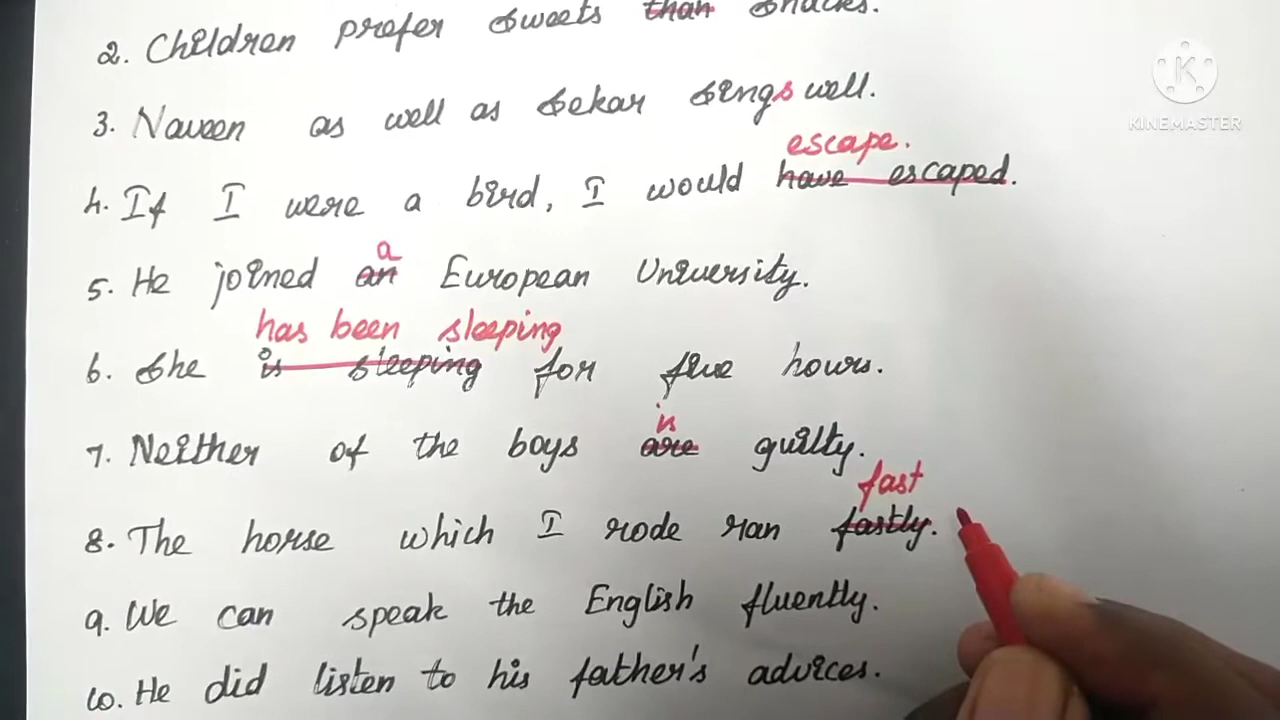 2. Children prefer sweets than snacks.
3. Naveen as well as Sekar sings well.
escape.
4. If I were a bird, I would have escaped.
a
5. He joined an European University.
has been sleeping
6. She is sleeping for five hours.
is
7. Neither of the boys are guilty.
fast
8. The horse which I rode ran fastly.
9. We can speak the English fluently.
10. He did listen to his father's advices.
K
KINEMASTER